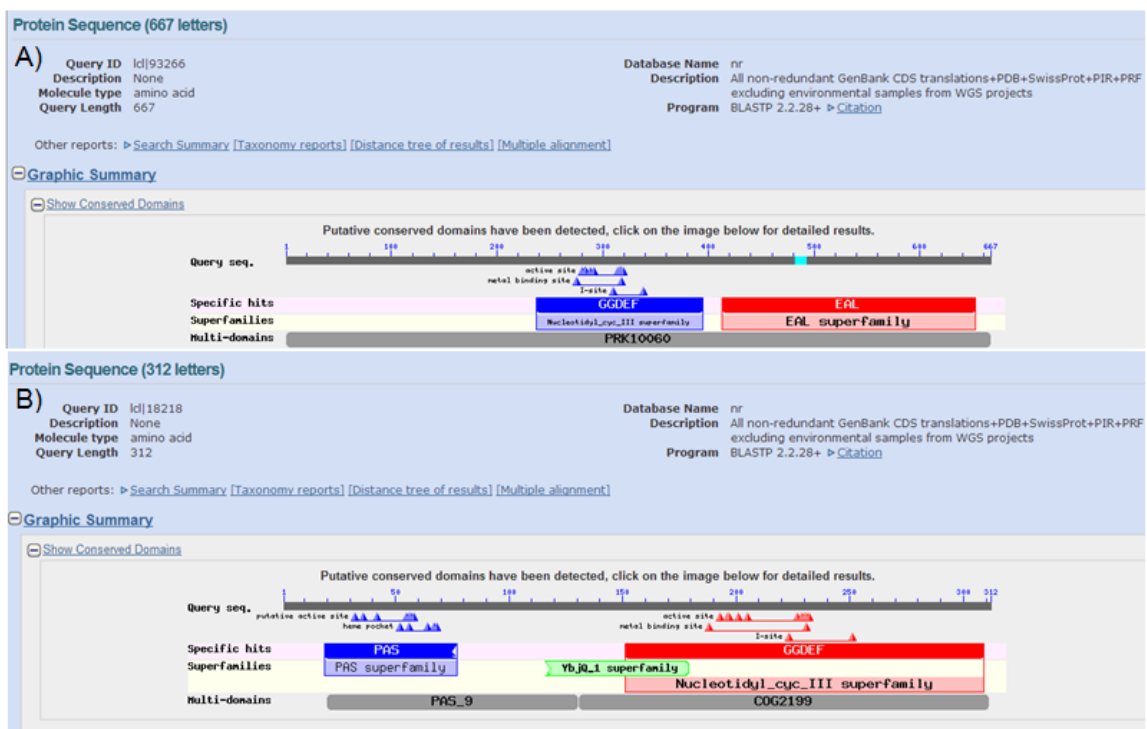 Protein Sequence (667 letters)
A)
Query ID lcl|93266
Description None
Molecule type amino acid
Query Length 667
Database Name nr
Description All non-redundant GenBank CDS translations+PDB+SwissProt+PIR+PRF
excluding environmental samples from WGS projects
Program BLASTP 2.2.28+ ▷ Citation
Other reports: ▷ Search Summary [Taxonomy reports] [Distance tree of results] [Multiple alignment]
Graphic Summary
Show Conserved Domains
Putative conserved domains have been detected, click on the image below for detailed results.
1 100 200 300 400 500 600 667
Query seq.
active site
metal binding site
I-site
Specific hits GGDEF EAL
Superfamilies Nucleotidyl_cyc_III superfamily EAL superfamily
Multi-domains PRK10060
Protein Sequence (312 letters)
B)
Query ID lcl|18218
Description None
Molecule type amino acid
Query Length 312
Database Name nr
Description All non-redundant GenBank CDS translations+PDB+SwissProt+PIR+PRF
excluding environmental samples from WGS projects
Program BLASTP 2.2.28+ ▷ Citation
Other reports: ▷ Search Summary [Taxonomy reports] [Distance tree of results] [Multiple alignment]
Graphic Summary
Show Conserved Domains
Putative conserved domains have been detected, click on the image below for detailed results.
1 50 100 150 200 250 300 312
Query seq.
putative active site active site
heme pocket metal binding site
I-site
Specific hits PAS GGDEF
Superfamilies PAS superfamily YbjQ_1 superfamily
Nucleotidyl_cyc_III superfamily
Multi-domains PAS_9 COG2199